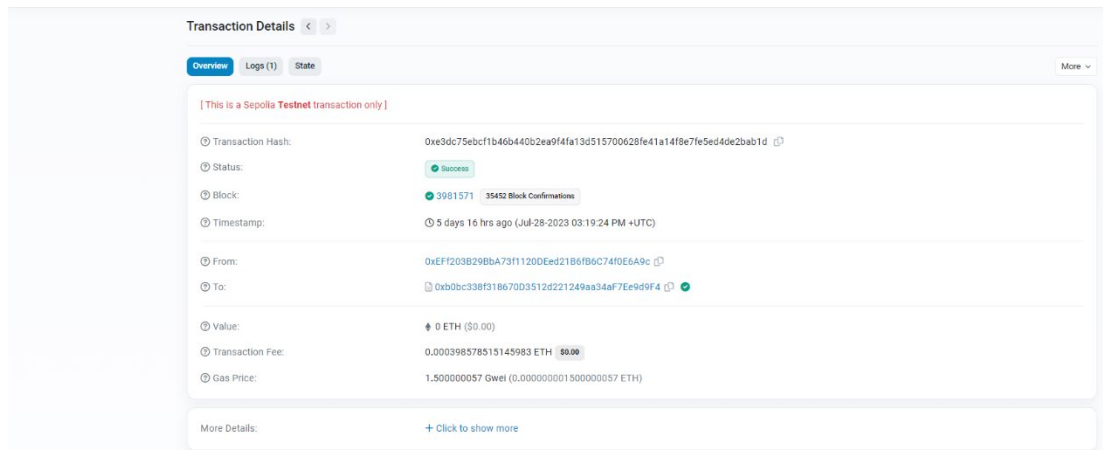 Transaction Details < >
Overview Logs (1) State More
[ This is a Sepolia Testnet transaction only ]
Transaction Hash: 0xe3dc75ebcf1b46b440b2ea9f4fa13d515700628fe41a14f8e7fe5ed4de2bab1d
Status: Success
Block: 3981571 35452 Block Confirmations
Timestamp: 5 days 16 hrs ago (Jul-28-2023 03:19:24 PM +UTC)
From: 0xEFf203B29BbA73f1120DEed21B6fB6C74f0E6A9c
To: 0xb0bc338f318670D3512d221249aa34aF7Ee9d9F4
Value: 0 ETH ($0.00)
Transaction Fee: 0.000398578515145983 ETH $0.00
Gas Price: 1.500000057 Gwei (0.000000001500000057 ETH)
More Details: + Click to show more